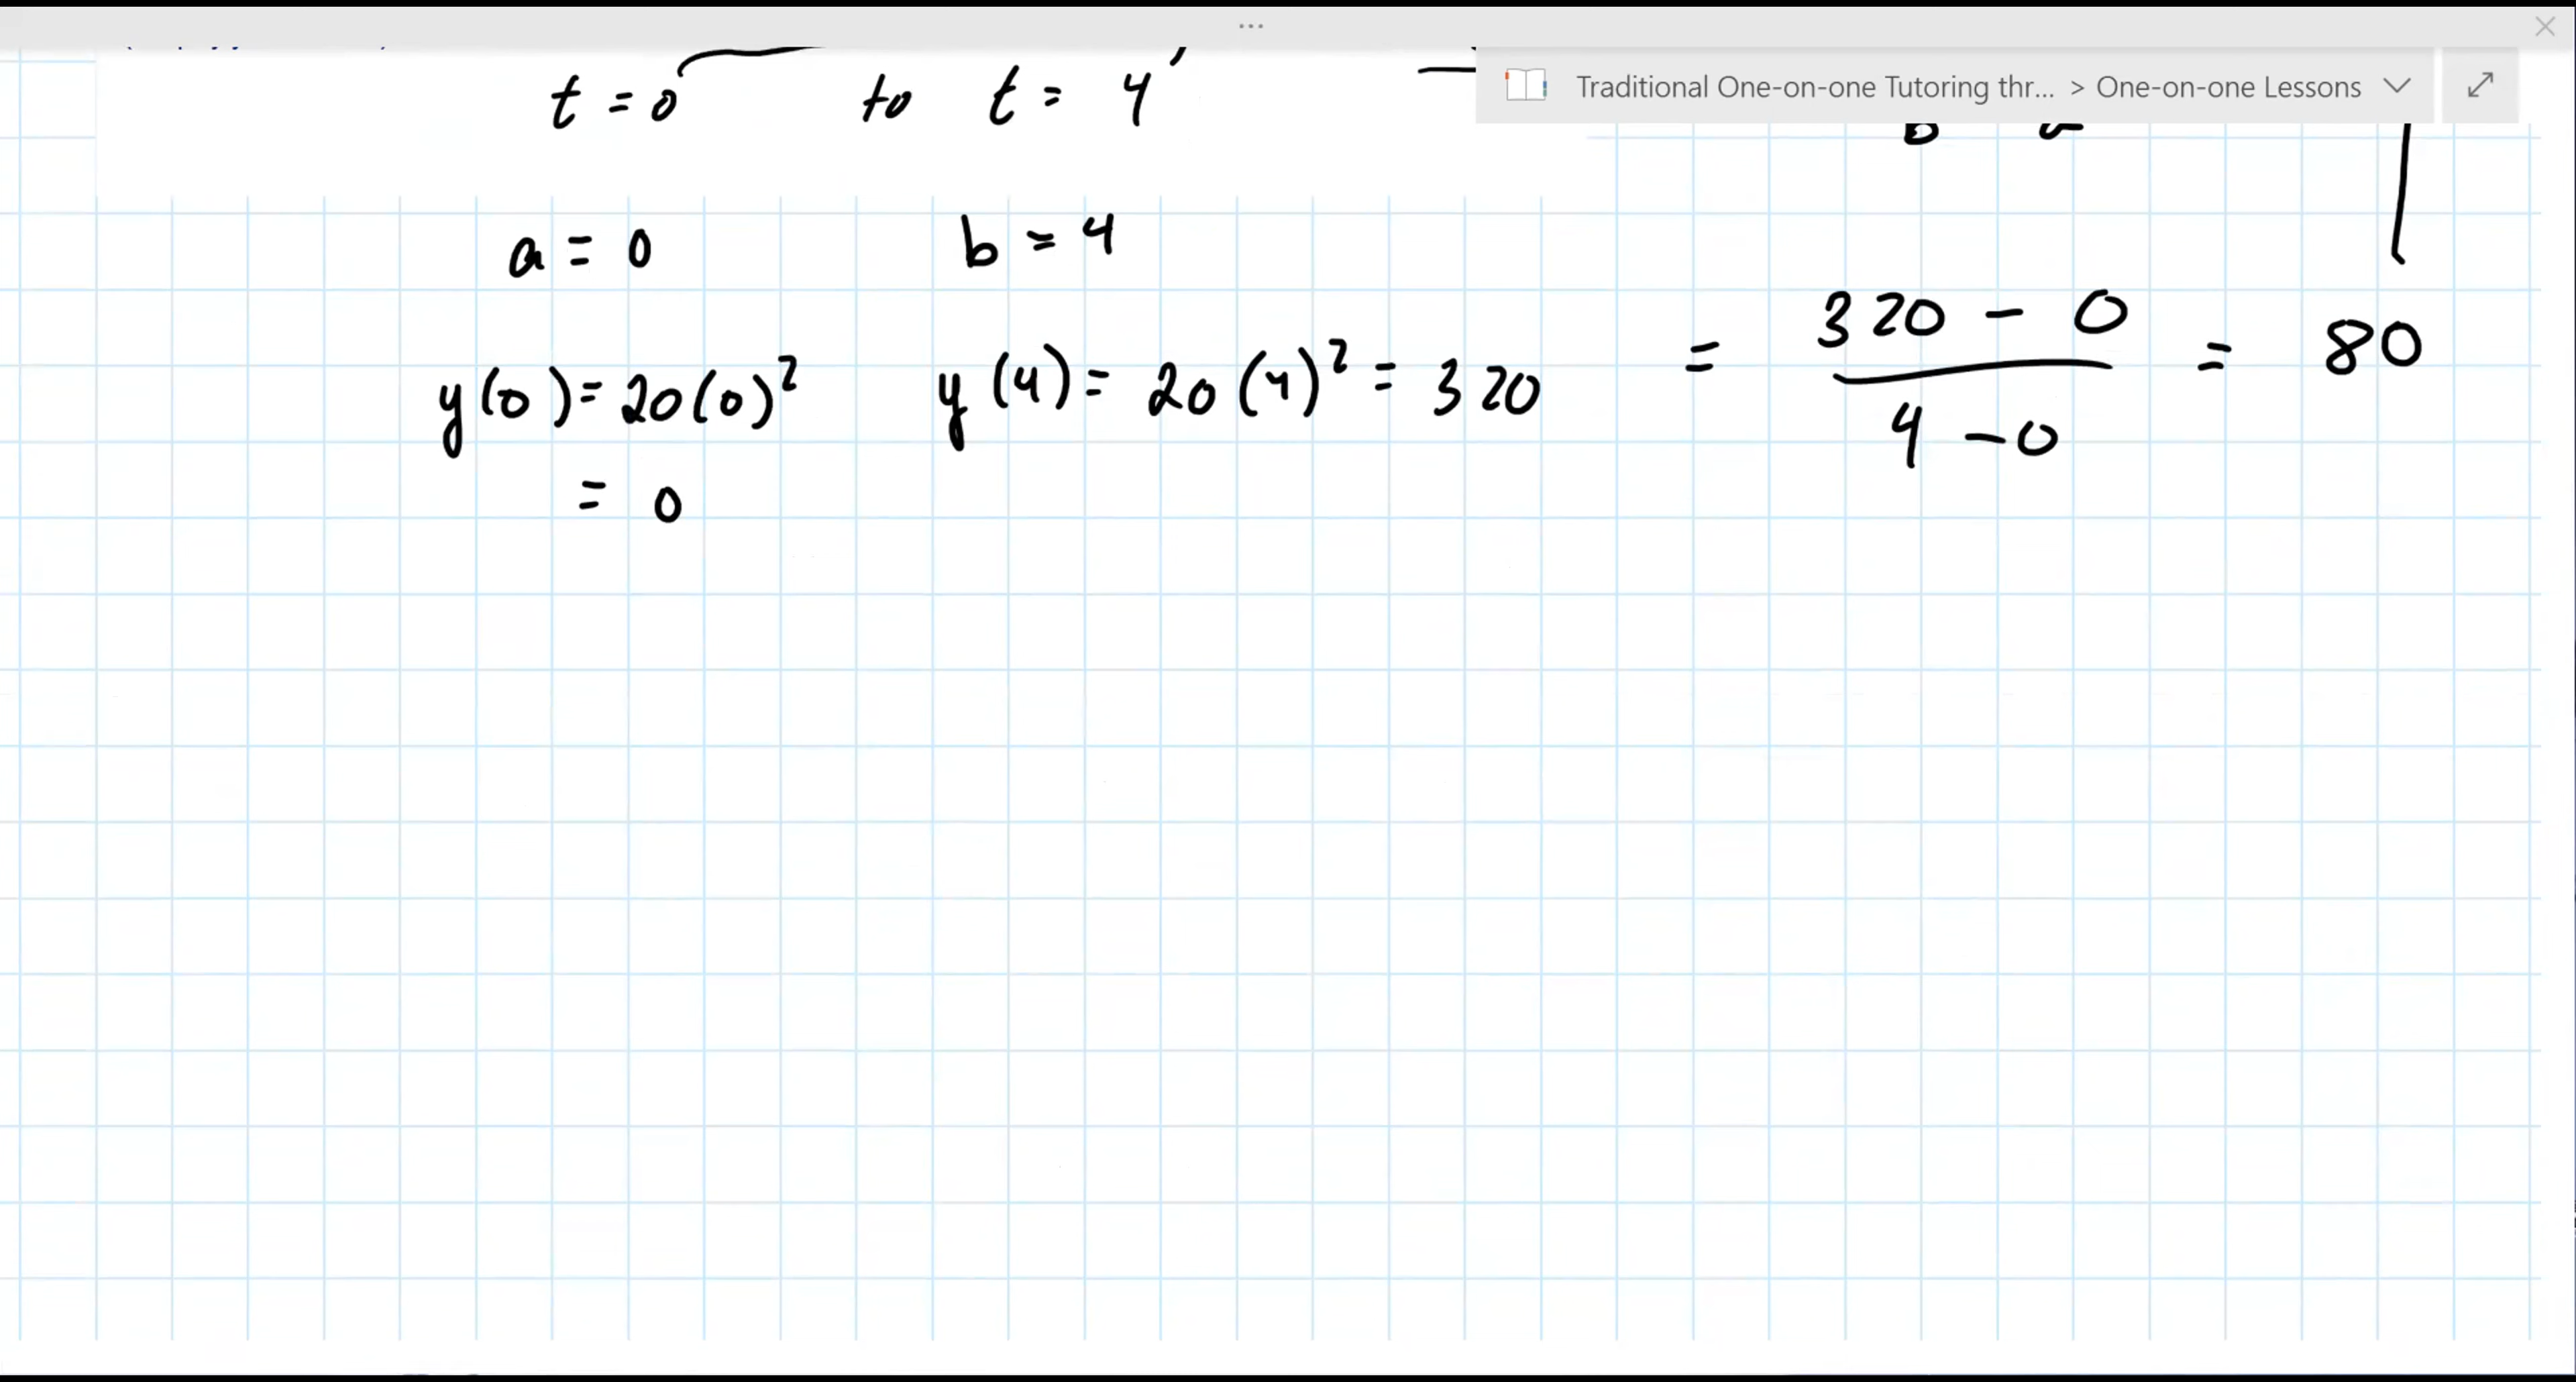 ...
Traditional One-on-one Tutoring thr... > One-on-one Lessons
t = 0 to t = 4
a = 0 b = 4
y(0) = 20(0)² y(4) = 20(4)² = 320 = 320 - 0 = 80
4 - 0
= 0